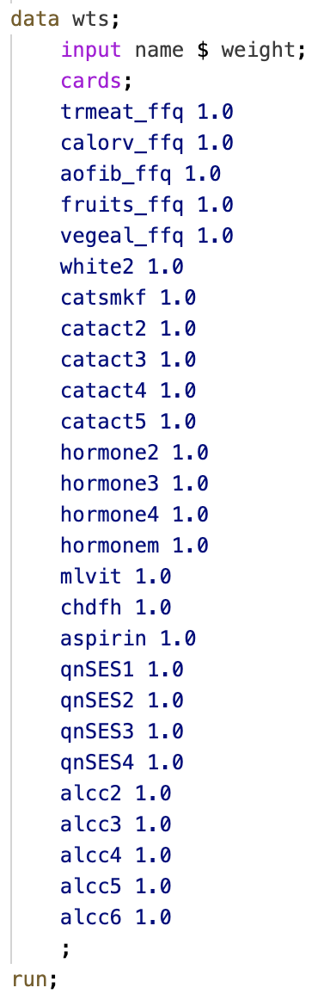 data wts;
input name $ weight;
cards;
trmeat_ffq 1.0
calorv_ffq 1.0
aofib_ffq 1.0
fruits_ffq 1.0
vegeal_ffq 1.0
white2 1.0
catsmkf 1.0
catact2 1.0
catact3 1.0
catact4 1.0
catact5 1.0
hormone2 1.0
hormone3 1.0
hormone4 1.0
hormonem 1.0
mlvit 1.0
chdfh 1.0
aspirin 1.0
qnSES1 1.0
qnSES2 1.0
qnSES3 1.0
qnSES4 1.0
alcc2 1.0
alcc3 1.0
alcc4 1.0
alcc5 1.0
alcc6 1.0
;
run;